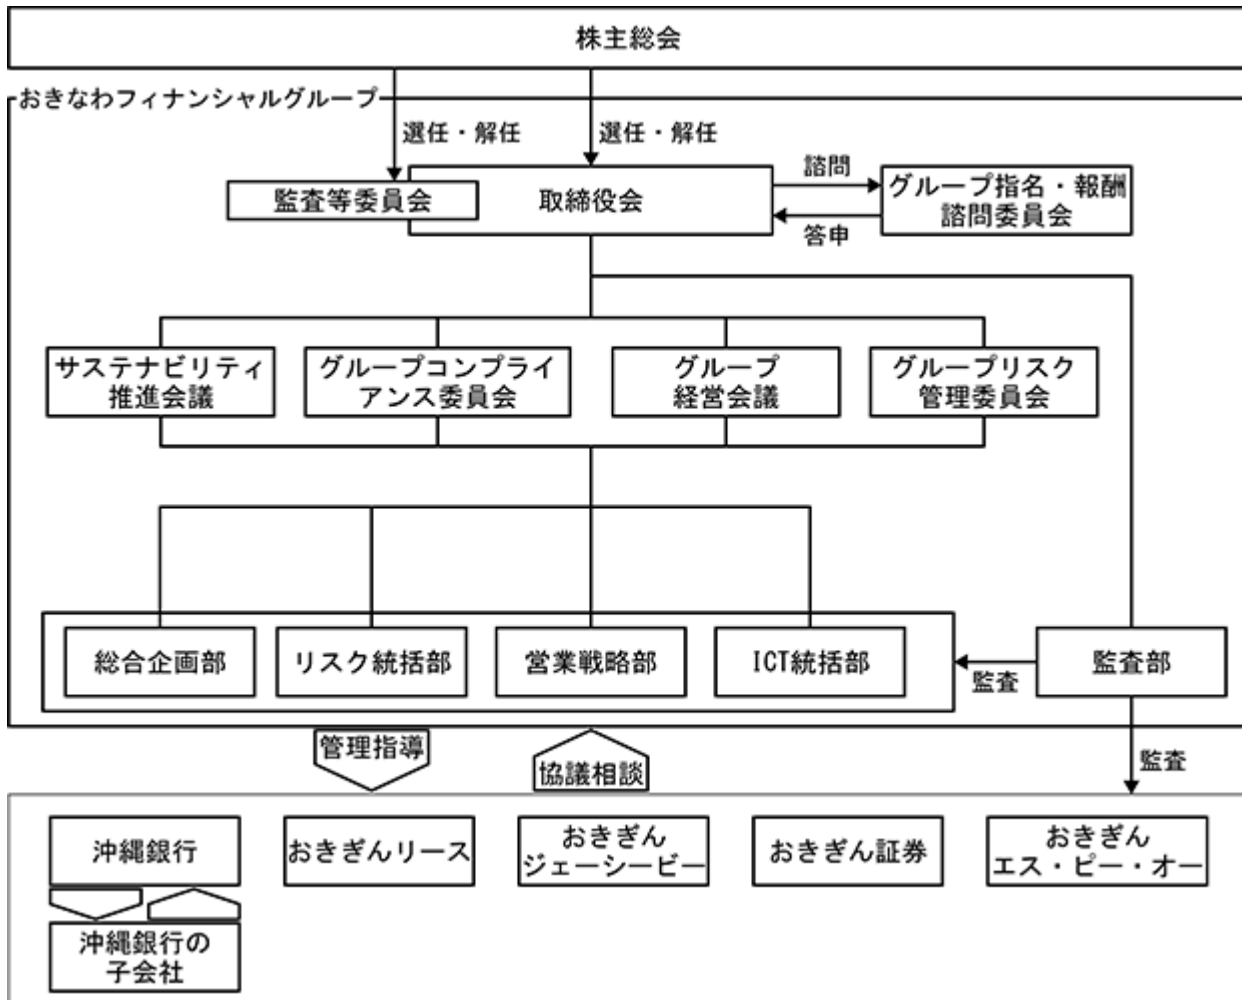 株主総会
おきなわフィナンシャルグループ
選任・解任
選任・解任
監査等委員会
取締役会
諮問
答申
グループ指名・報酬
諮問委員会
サステナビリティ
推進会議
グループコンプライ
アンス委員会
グループ
経営会議
グループリスク
管理委員会
総合企画部
リスク統括部
営業戦略部
ICT統括部
監査
監査部
管理指導
協議相談
監査
沖縄銀行
おきぎんリース
おきぎん
ジェーシービー
おきぎん証券
おきぎん
エス・ピー・オー
沖縄銀行の
子会社